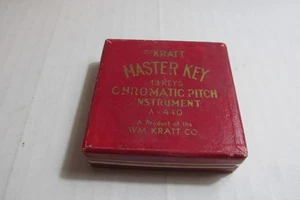 KRATT
MASTER KEY
13 KEYS
CHROMATIC PITCH
INSTRUMENT
A-440
A Product of the
WM. KRATT CO.